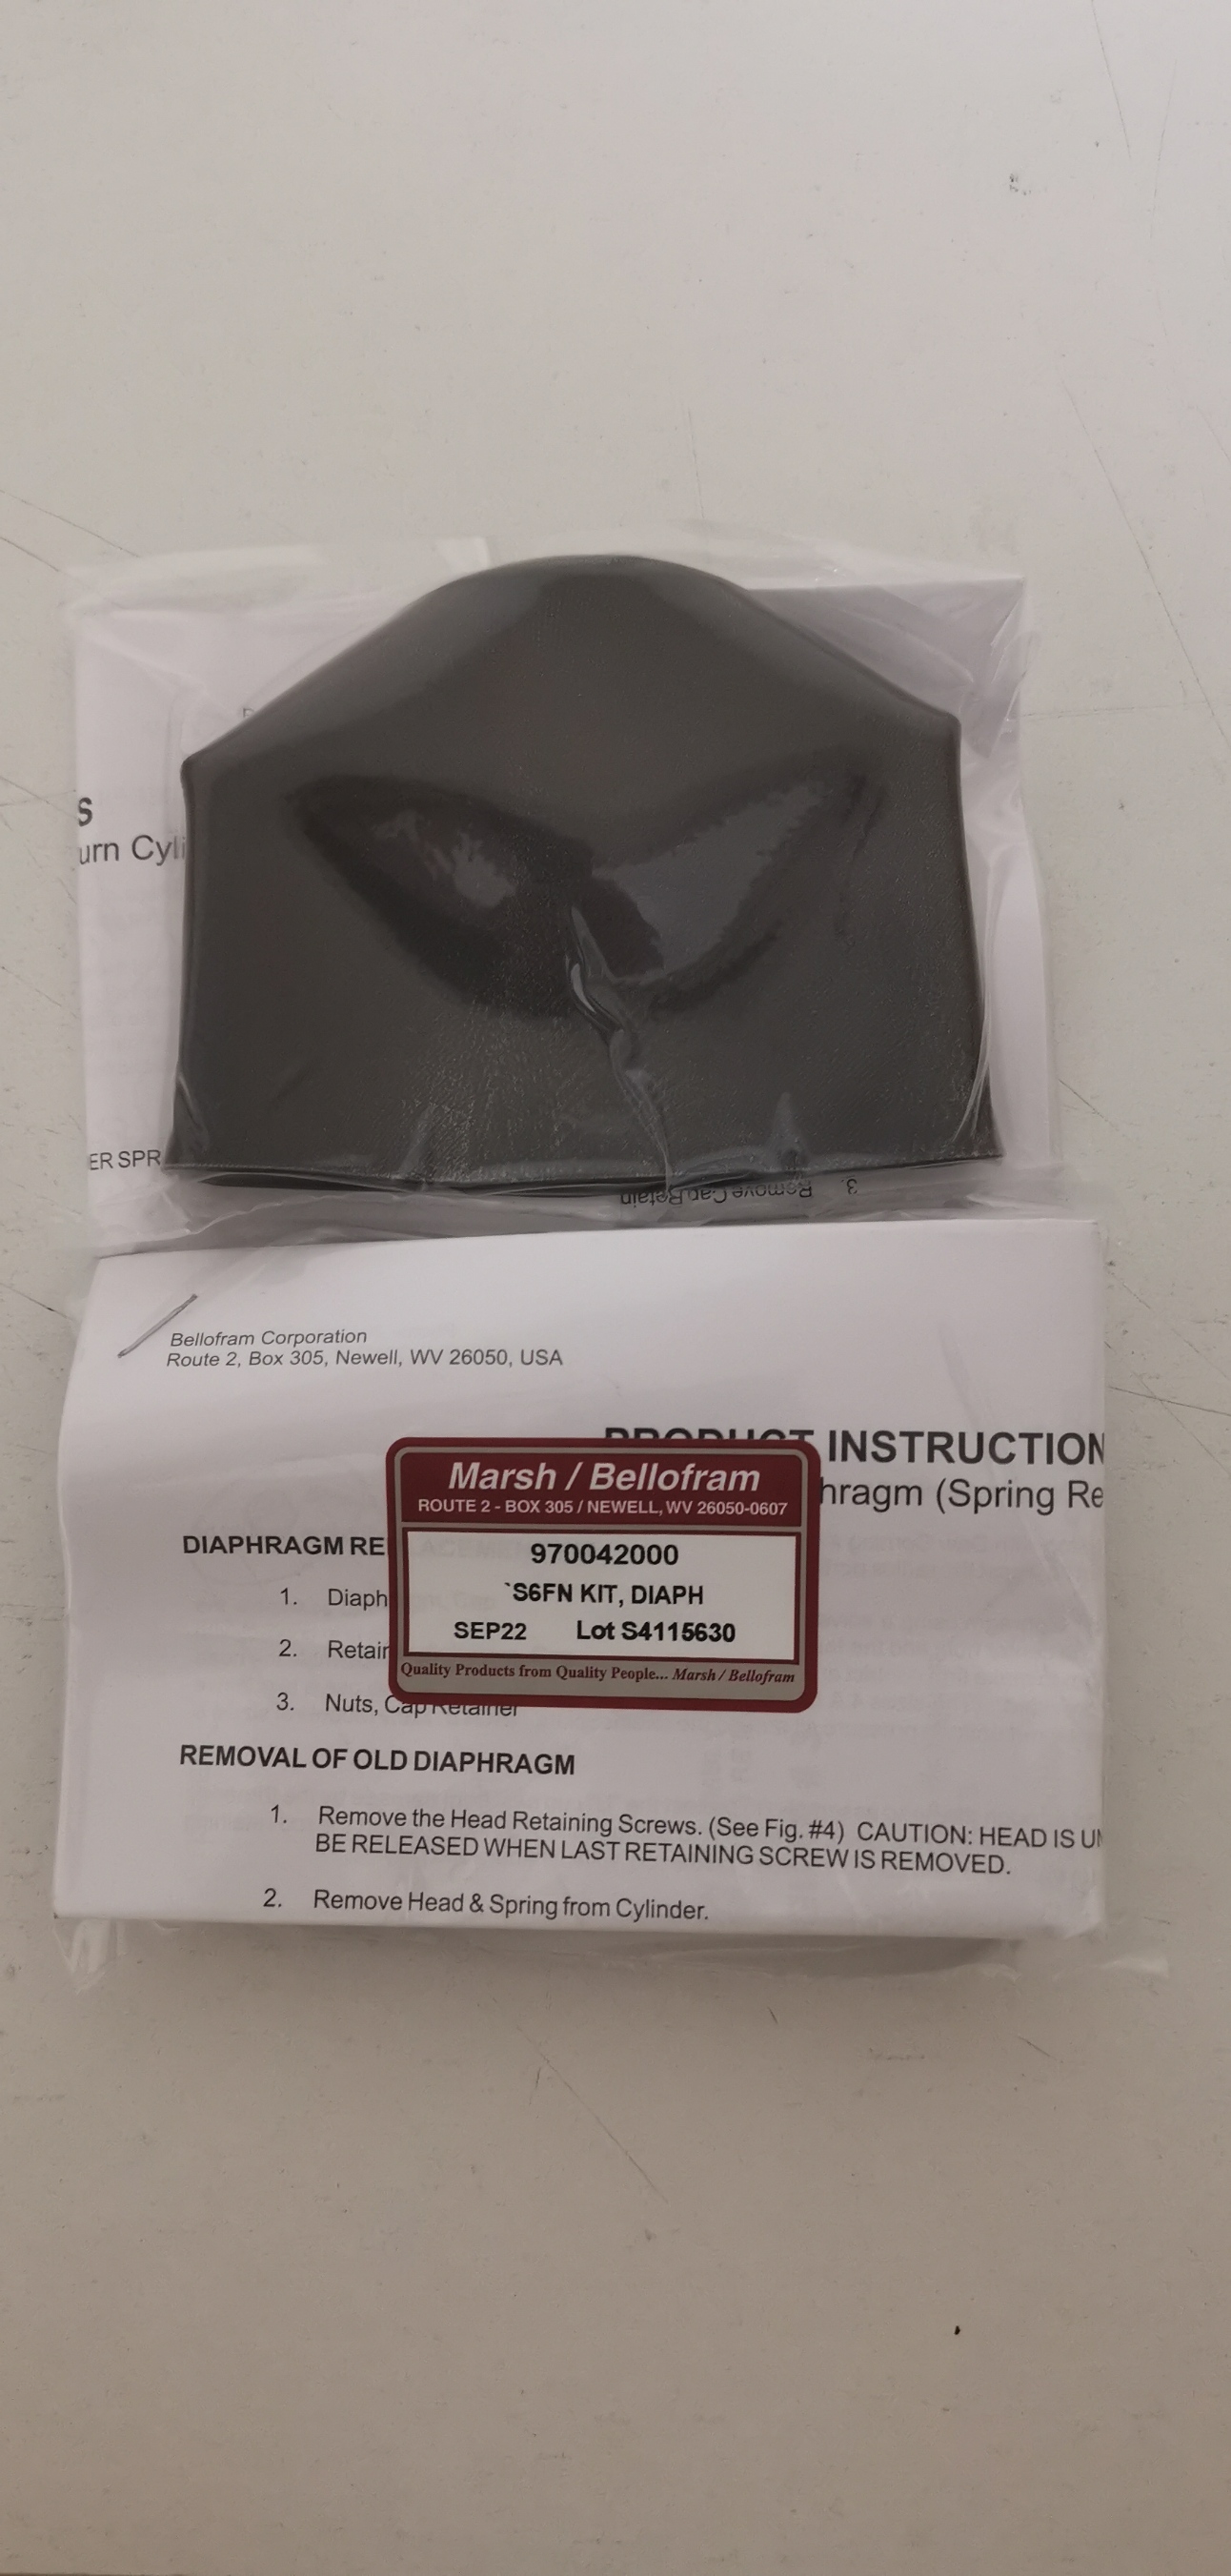 S
urn Cyli
ER SPR
3. Remove Cap Retain
Bellofram Corporation
Route 2, Box 305, Newell, WV 26050, USA
PRODUCT INSTRUCTION
hragm (Spring Re
Marsh / Bellofram
ROUTE 2 - BOX 305 / NEWELL, WV 26050-0607
970042000
`S6FN KIT, DIAPH
SEP22 Lot S4115630
Quality Products from Quality People... Marsh / Bellofram
DIAPHRAGM RE
1. Diaph
2. Retain
3. Nuts, Cap Retainer
REMOVAL OF OLD DIAPHRAGM
1. Remove the Head Retaining Screws. (See Fig. #4) CAUTION: HEAD IS UN
BE RELEASED WHEN LAST RETAINING SCREW IS REMOVED.
2. Remove Head & Spring from Cylinder.